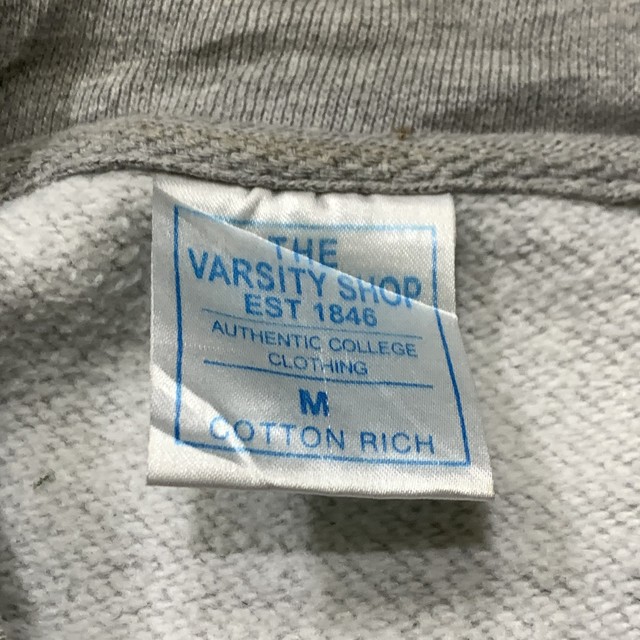 THE
VARSITY SHOP
EST 1846
AUTHENTIC COLLEGE
CLOTHING
M
COTTON RICH